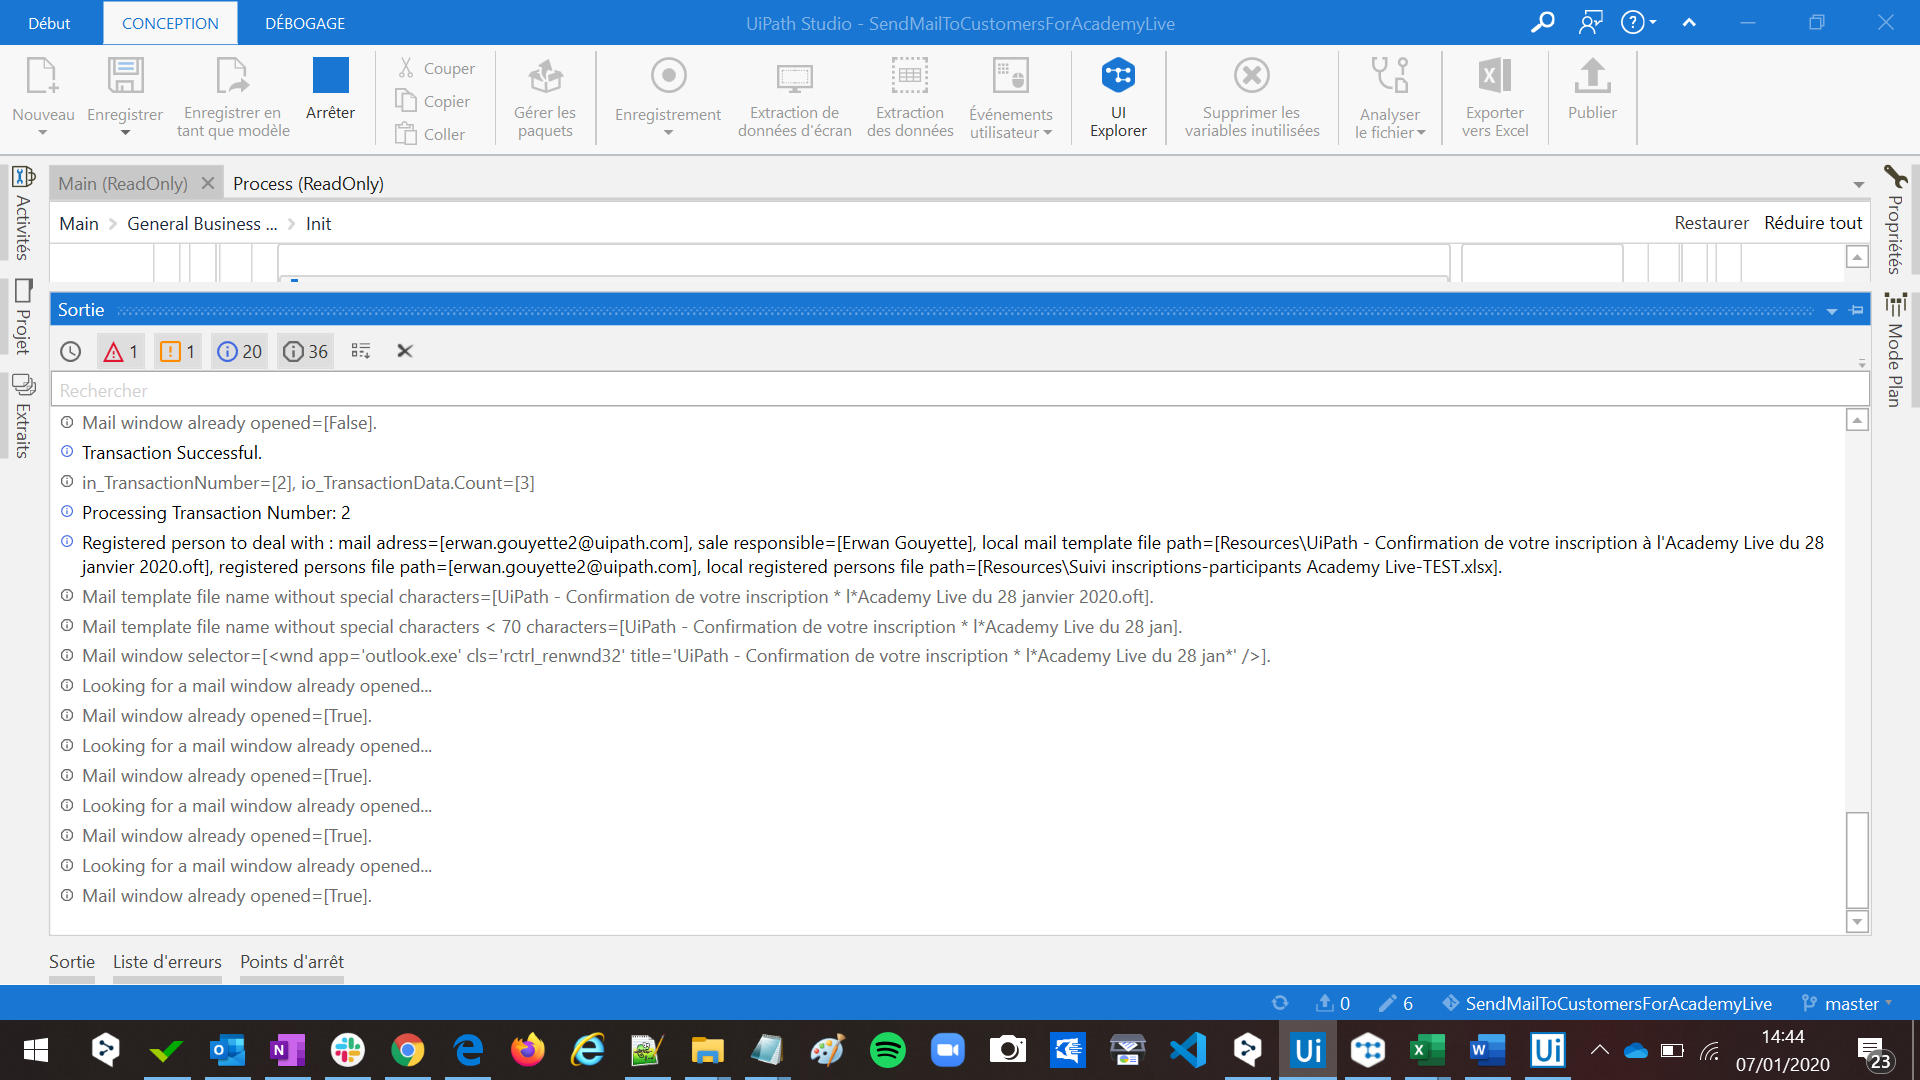 Début
CONCEPTION
DÉBOGAGE
UiPath Studio - SendMailToCustomersForAcademyLive
Nouveau
Enregistrer
Enregistrer en
tant que modèle
Arrêter
Couper
Copier
Coller
Gérer les
paquets
Enregistrement
Extraction de
données d'écran
Extraction
des données
Événements
utilisateur
UI
Explorer
Supprimer les
variables inutilisées
Analyser
le fichier
Exporter
vers Excel
Publier
Activités
Projet
Extraits
Main (ReadOnly)
Process (ReadOnly)
Main > General Business ... > Init
Restaurer
Réduire tout
Propriétés
Mode Plan
Sortie
1
1
20
36
Rechercher
Mail window already opened=[False].
Transaction Successful.
in_TransactionNumber=[2], io_TransactionData.Count=[3]
Processing Transaction Number: 2
Registered person to deal with : mail adress=[erwan.gouyette2@uipath.com], sale responsible=[Erwan Gouyette], local mail template file path=[Resources\UiPath - Confirmation de votre inscription à l'Academy Live du 28
janvier 2020.oft], registered persons file path=[erwan.gouyette2@uipath.com], local registered persons file path=[Resources\Suivi inscriptions-participants Academy Live-TEST.xlsx].
Mail template file name without special characters=[UiPath - Confirmation de votre inscription * l*Academy Live du 28 janvier 2020.oft].
Mail template file name without special characters < 70 characters=[UiPath - Confirmation de votre inscription * l*Academy Live du 28 jan].
Mail window selector=[<wnd app='outlook.exe' cls='rctrl_renwnd32' title='UiPath - Confirmation de votre inscription * l*Academy Live du 28 jan*' />].
Looking for a mail window already opened...
Mail window already opened=[True].
Looking for a mail window already opened...
Mail window already opened=[True].
Looking for a mail window already opened...
Mail window already opened=[True].
Looking for a mail window already opened...
Mail window already opened=[True].
Sortie
Liste d'erreurs
Points d'arrêt
0
6
SendMailToCustomersForAcademyLive
master
Ui
Ui
14:44
07/01/2020
23